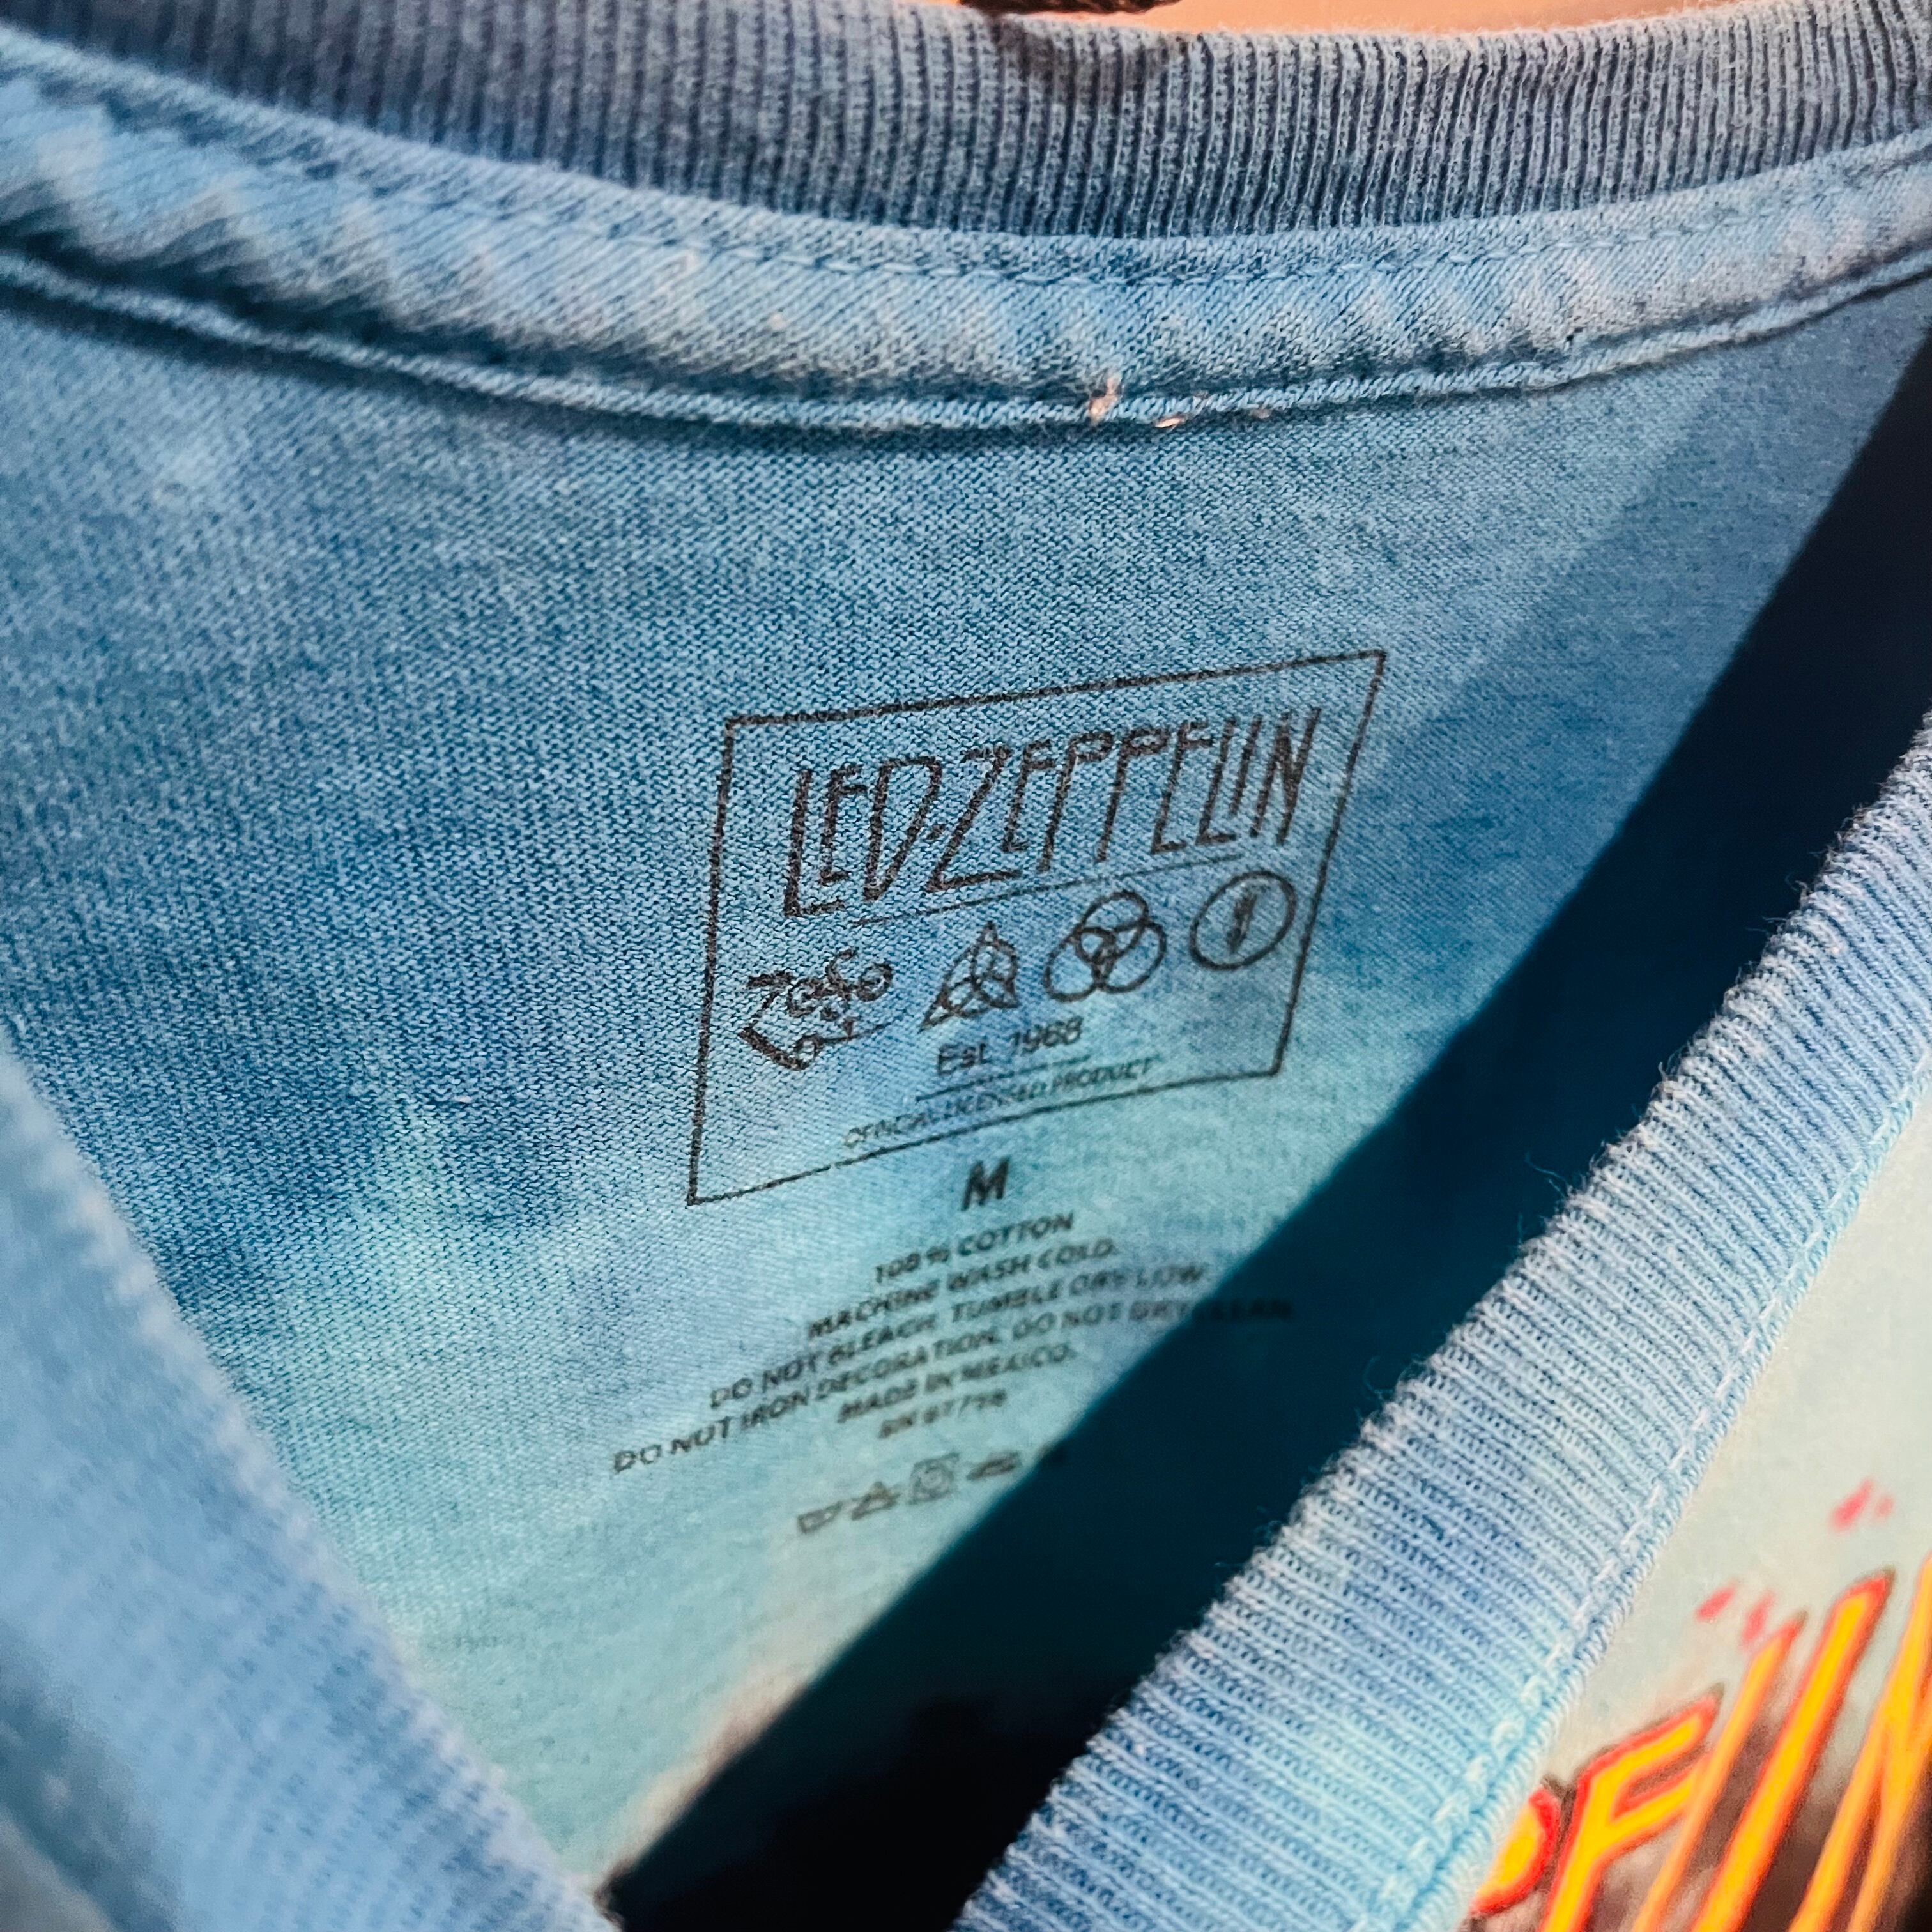 LED·ZEPPELIN
Est. 1968
OFFICIAL LICENSED PRODUCT
M
100% COTTON
MACHINE WASH COLD.
DO NOT BLEACH. TUMBLE DRY LOW
DO NOT IRON DECORATION. DO NOT DRY CLEAN.
MADE IN MEXICO.